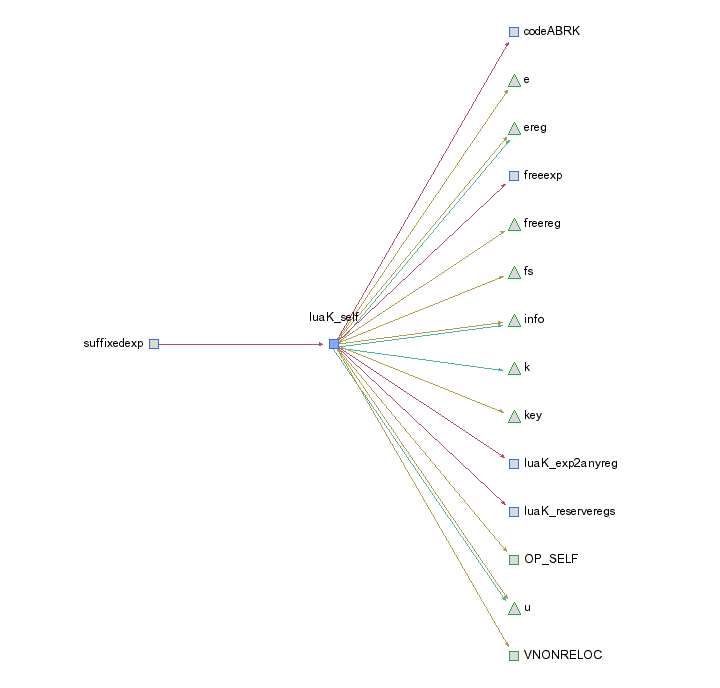 codeABRK
e
ereg
freeexp
freereg
fs
info
luaK_self
suffixedexp
k
key
luaK_exp2anyreg
luaK_reserveregs
OP_SELF
u
VNONRELOC